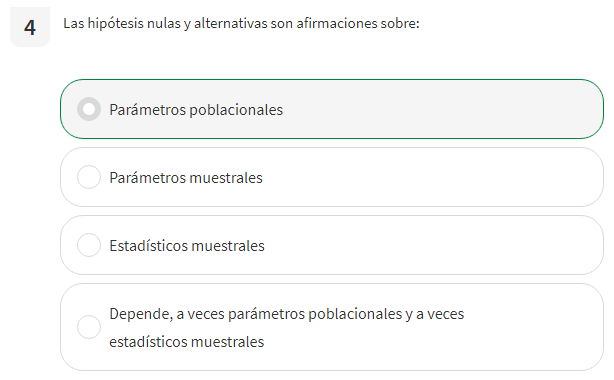 4
Las hipótesis nulas y alternativas son afirmaciones sobre:
Parámetros poblacionales
Parámetros muestrales
Estadísticos muestrales
Depende, a veces parámetros poblacionales y a veces
estadísticos muestrales